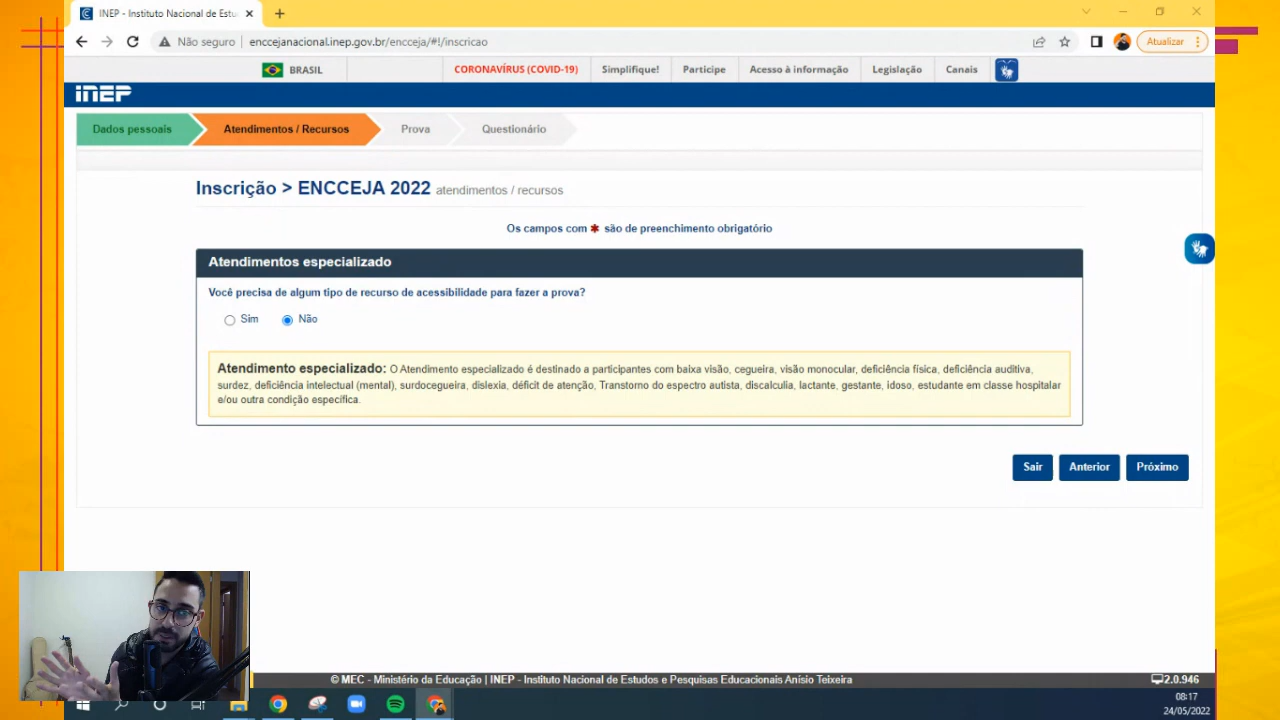 INEP - Instituto Nacional de Estu
Não seguro
enccejanacional.inep.gov.br/encceja/#!/inscricao
Atualizar
BRASIL
CORONAVÍRUS (COVID-19)
Simplifique!
Participe
Acesso à informação
Legislação
Canais
inep
Dados pessoais
Atendimentos / Recursos
Prova
Questionário
Inscrição > ENCCEJA 2022 atendimentos / recursos
Os campos com ✱ são de preenchimento obrigatório
Atendimentos especializado
Você precisa de algum tipo de recurso de acessibilidade para fazer a prova?
Sim
Não
Atendimento especializado: O Atendimento especializado é destinado a participantes com baixa visão, cegueira, visão monocular, deficiência física, deficiência auditiva,
surdez, deficiência intelectual (mental), surdocegueira, dislexia, déficit de atenção, Transtorno do espectro autista, discalculia, lactante, gestante, idoso, estudante em classe hospitalar
e/ou outra condição específica.
Sair
Anterior
Próximo
© MEC - Ministério da Educação | INEP - Instituto Nacional de Estudos e Pesquisas Educacionais Anísio Teixeira
2.0.946
08:17
24/05/2022